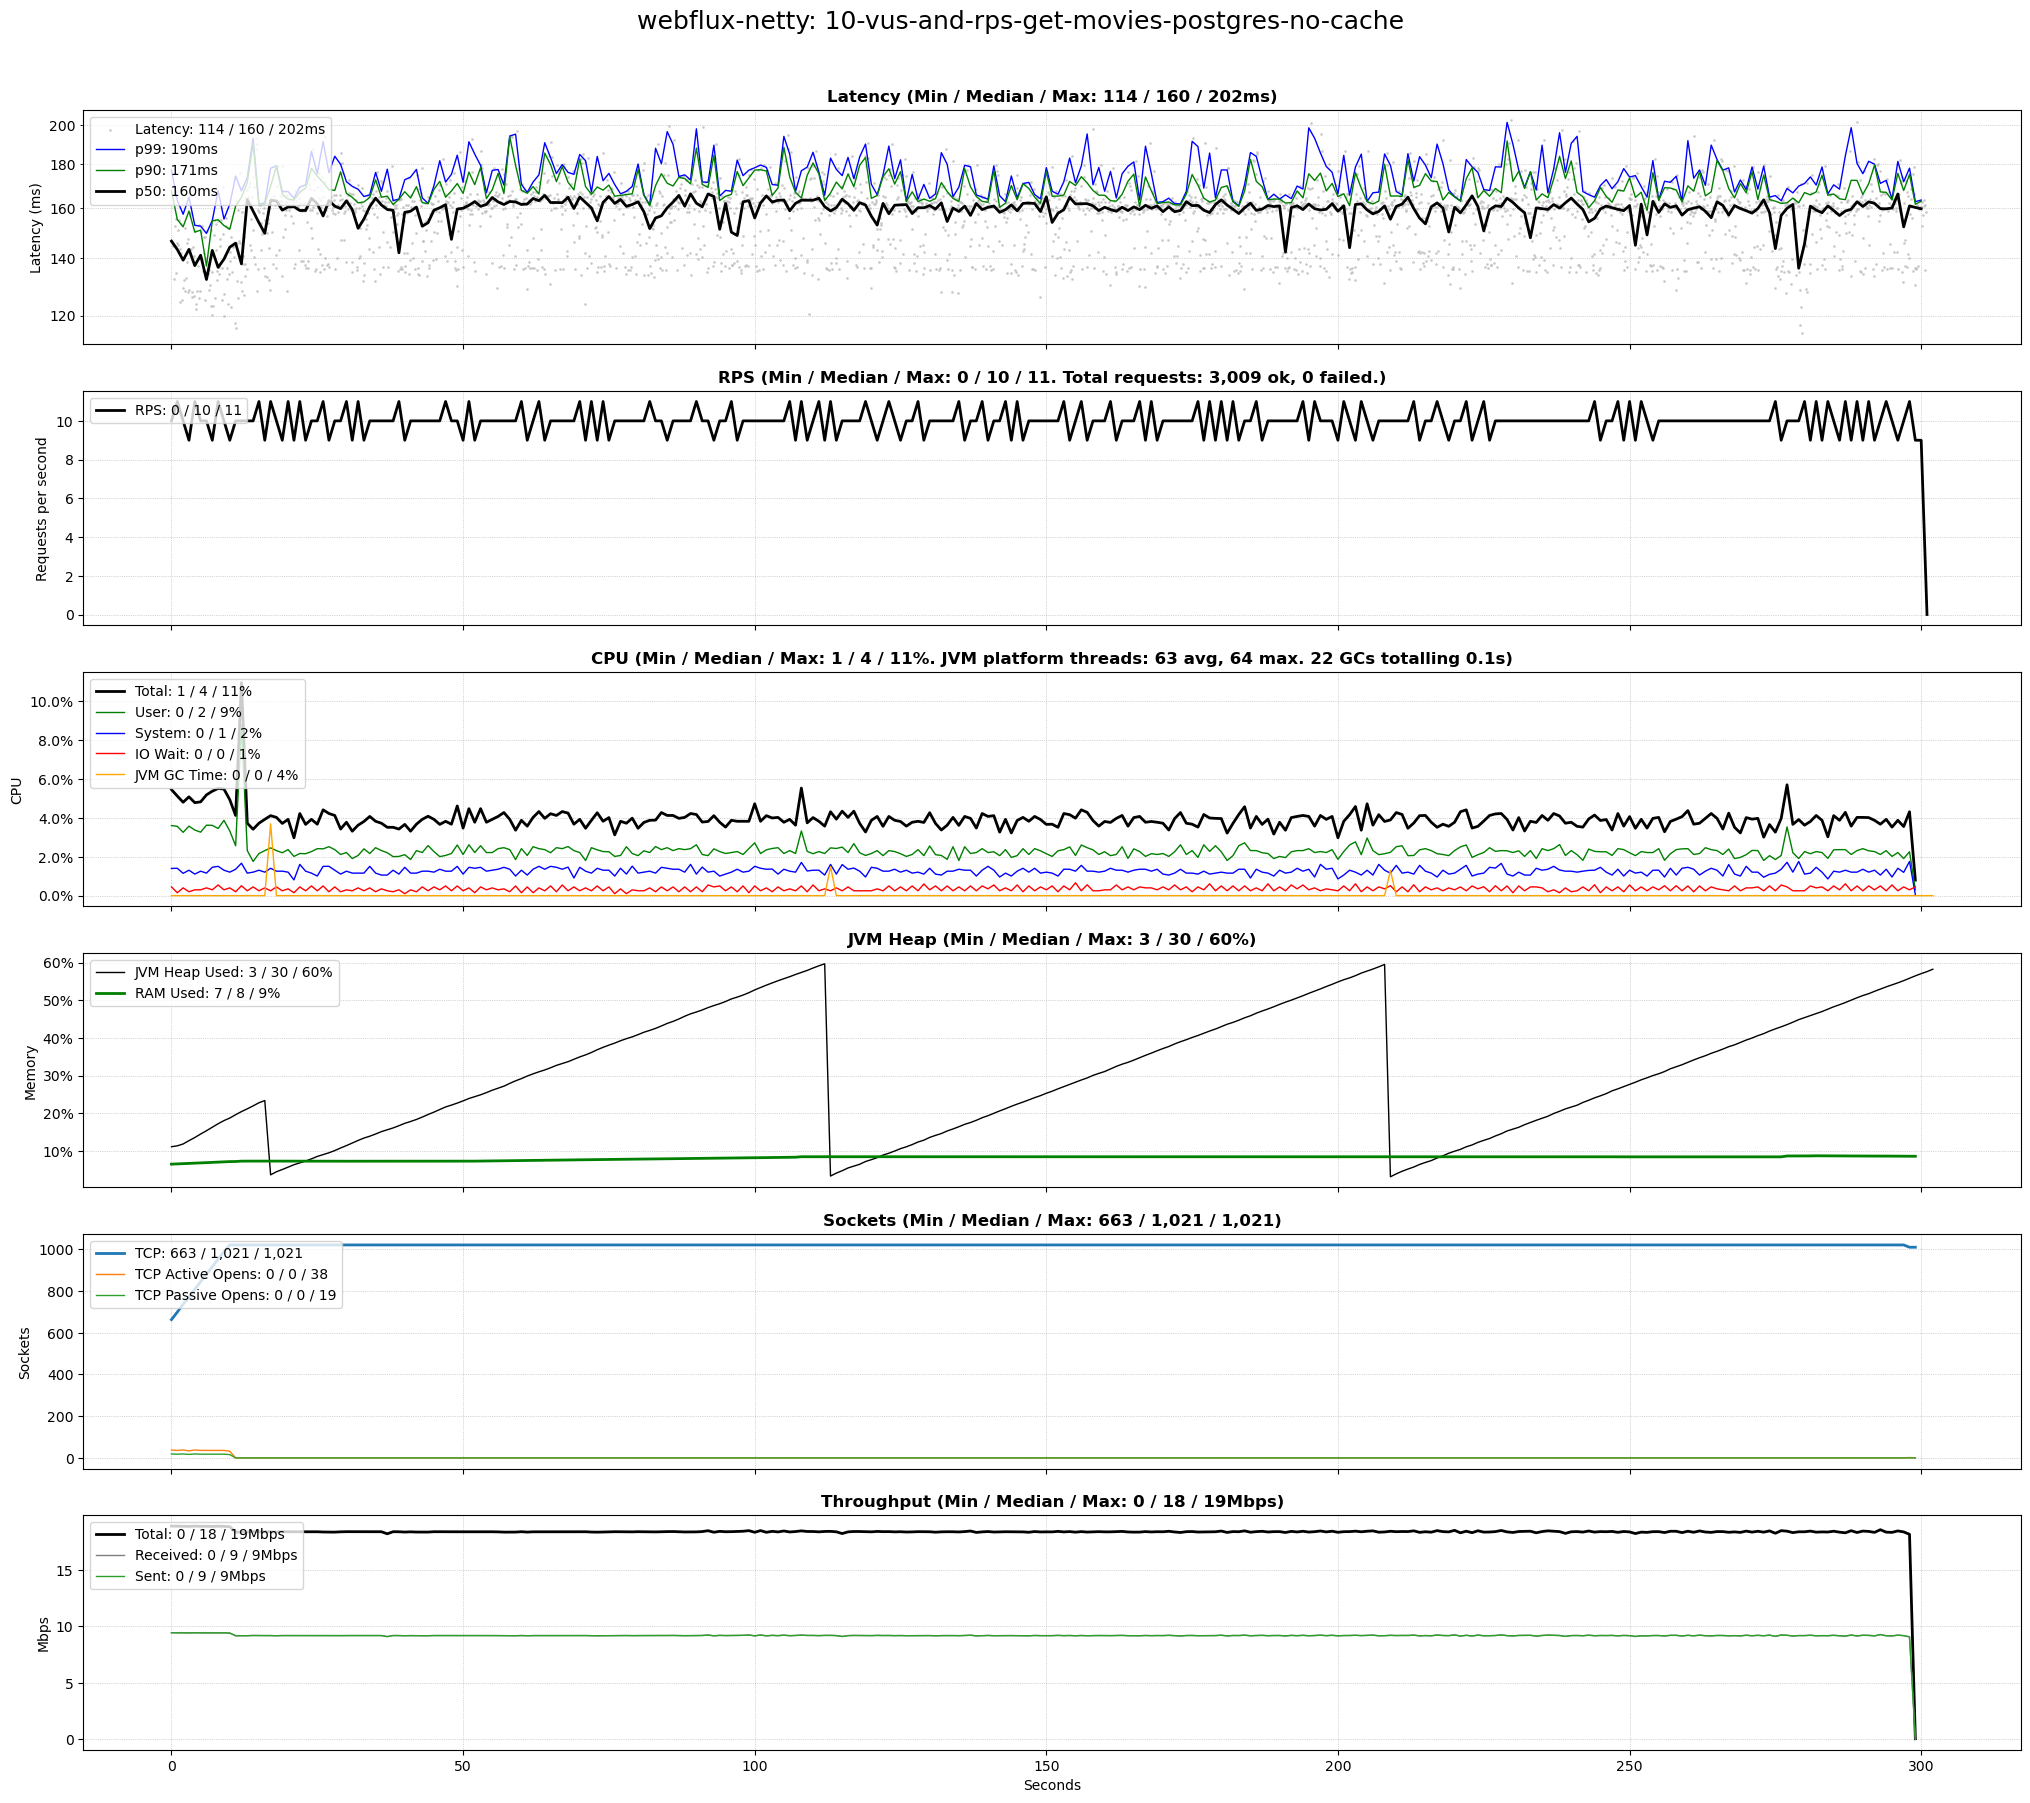 webflux-netty: 10-vus-and-rps-get-movies-postgres-no-cache
Latency (Min / Median / Max: 114 / 160 / 202ms)
Latency: 114 / 160 / 202ms
p99: 190ms
p90: 171ms
p50: 160ms
200
180
160
140
120
Latency (ms)
RPS (Min / Median / Max: 0 / 10 / 11. Total requests: 3,009 ok, 0 failed.)
RPS: 0 / 10 / 11
10
8
6
4
2
0
Requests per second
CPU (Min / Median / Max: 1 / 4 / 11%. JVM platform threads: 63 avg, 64 max. 22 GCs totalling 0.1s)
Total: 1 / 4 / 11%
User: 0 / 2 / 9%
System: 0 / 1 / 2%
IO Wait: 0 / 0 / 1%
JVM GC Time: 0 / 0 / 4%
10.0%
8.0%
6.0%
4.0%
2.0%
0.0%
CPU
JVM Heap (Min / Median / Max: 3 / 30 / 60%)
JVM Heap Used: 3 / 30 / 60%
RAM Used: 7 / 8 / 9%
60%
50%
40%
30%
20%
10%
Memory
Sockets (Min / Median / Max: 663 / 1,021 / 1,021)
TCP: 663 / 1,021 / 1,021
TCP Active Opens: 0 / 0 / 38
TCP Passive Opens: 0 / 0 / 19
1000
800
600
400
200
0
Sockets
Throughput (Min / Median / Max: 0 / 18 / 19Mbps)
Total: 0 / 18 / 19Mbps
Received: 0 / 9 / 9Mbps
Sent: 0 / 9 / 9Mbps
15
10
5
0
Mbps
0 50 100 150 200 250 300
Seconds